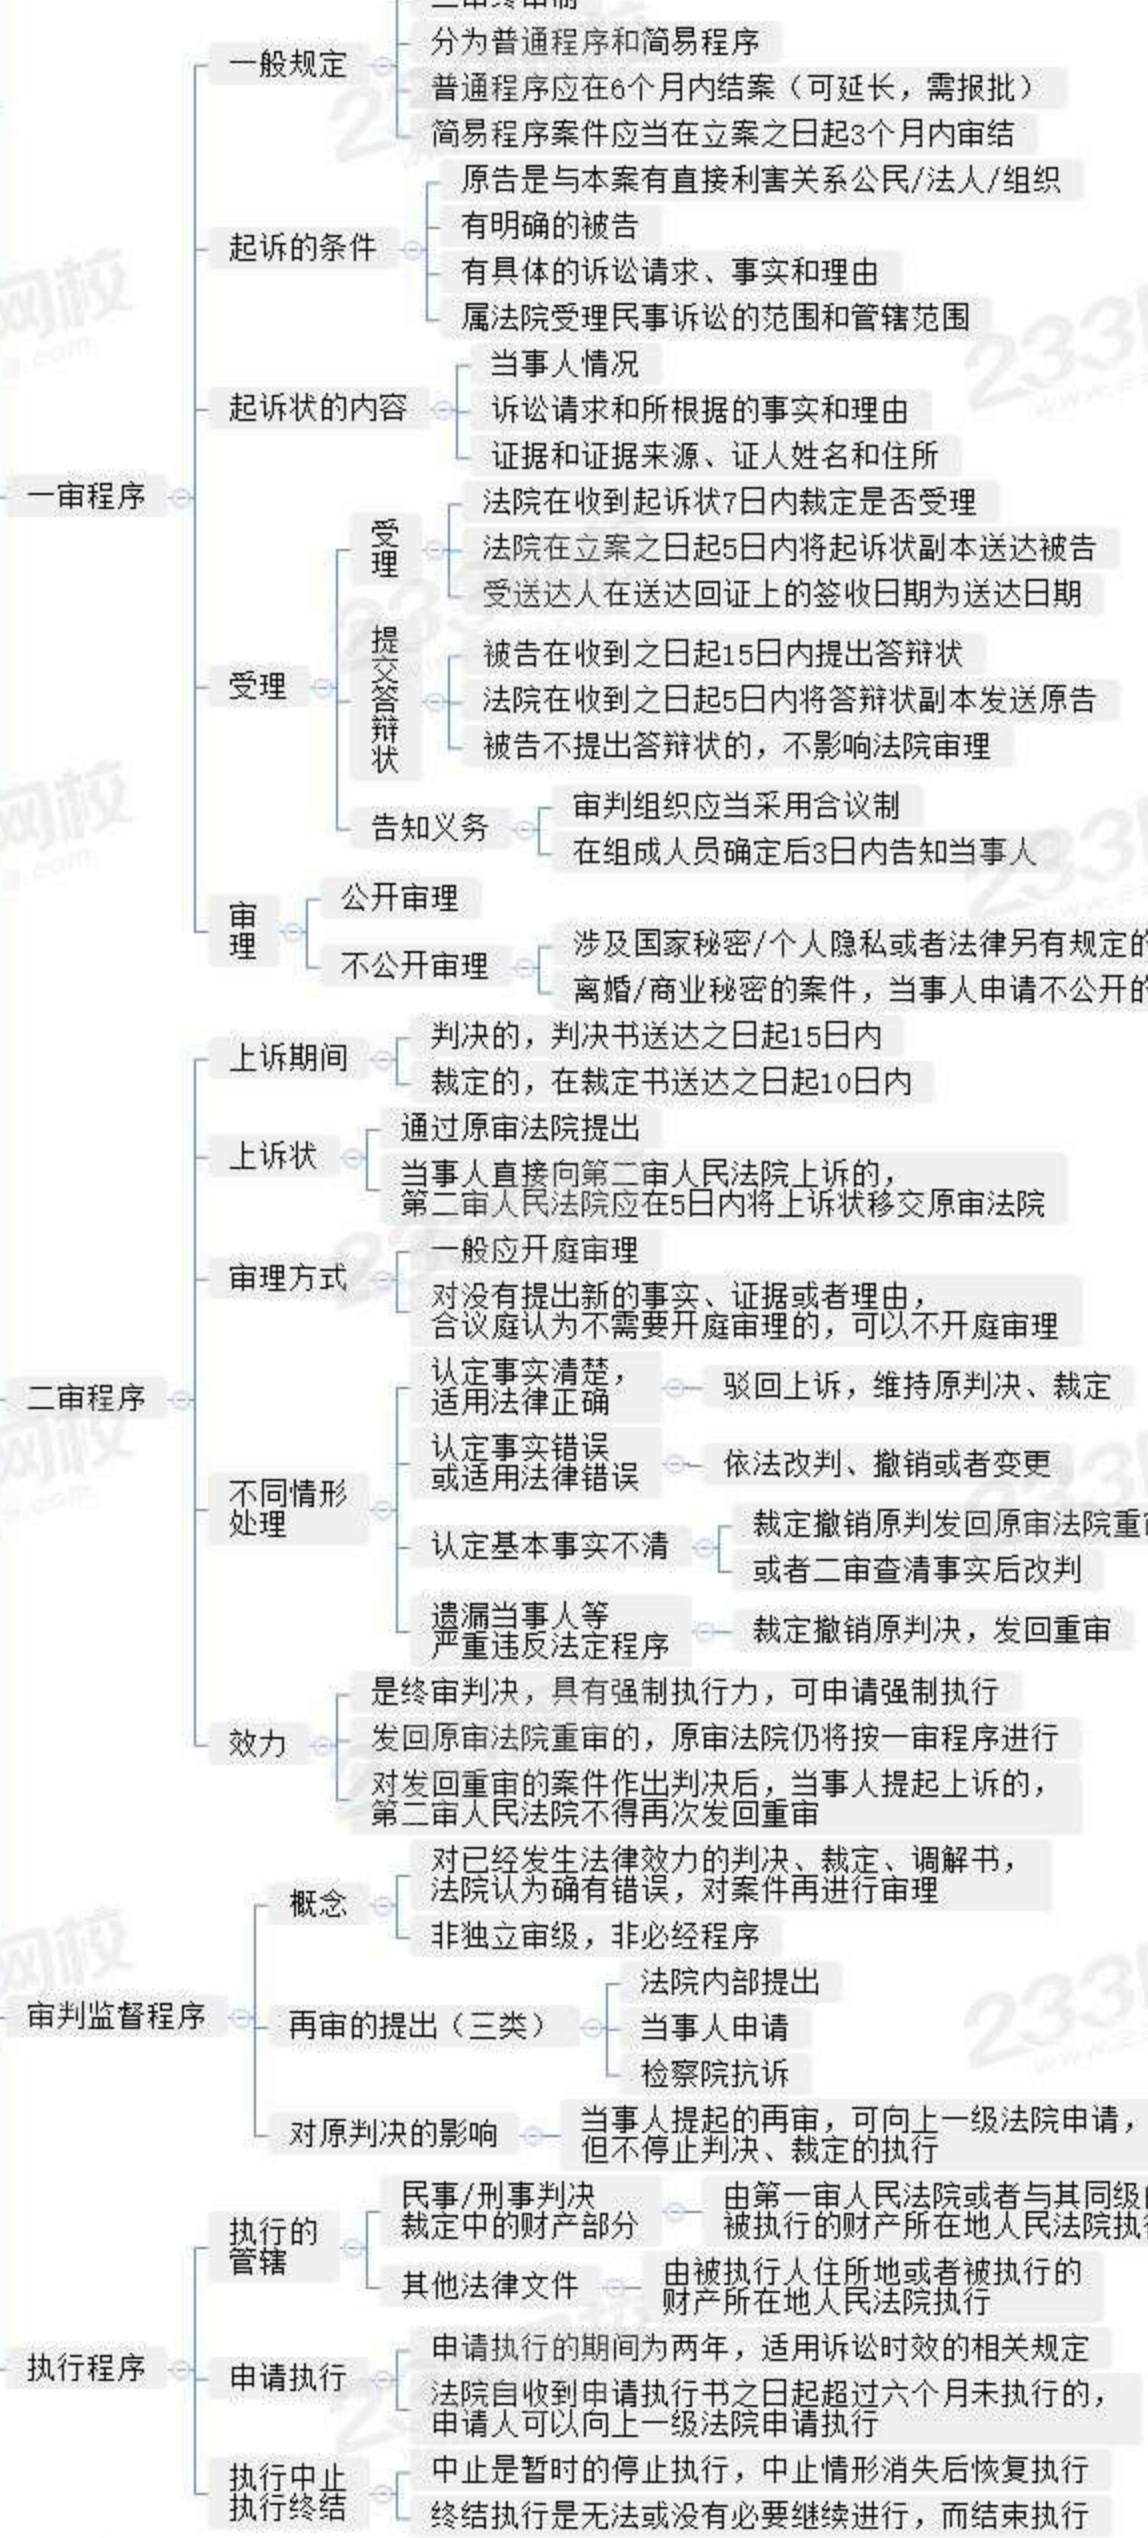 分为普通程序和简易程序
一般规定
普通程序应在6个月内结案（可延长，需报批）
简易程序案件应当在立案之日起3个月内审结
原告是与本案有直接利害关系公民/法人/组织
有明确的被告
起诉的条件
有具体的诉讼请求、事实和理由
属法院受理民事诉讼的范围和管辖范围
当事人情况
起诉状的内容
诉讼请求和所根据的事实和理由
证据和证据来源、证人姓名和住所
一审程序
法院在收到起诉状7日内裁定是否受理
受理
法院在立案之日起5日内将起诉状副本送达被告
受送达人在送达回证上的签收日期为送达日期
受理
提交答辩状
被告在收到之日起15日内提出答辩状
法院在收到之日起5日内将答辩状副本发送原告
被告不提出答辩状的，不影响法院审理
告知义务
审判组织应当采用合议制
在组成人员确定后3日内告知当事人
审理
公开审理
不公开审理
涉及国家秘密/个人隐私或者法律另有规定的
离婚/商业秘密的案件，当事人申请不公开的
上诉期间
判决的，判决书送达之日起15日内
裁定的，在裁定书送达之日起10日内
上诉状
通过原审法院提出
当事人直接向第二审人民法院上诉的，
第二审人民法院应在5日内将上诉状移交原审法院
审理方式
一般应开庭审理
对没有提出新的事实、证据或者理由，
合议庭认为不需要开庭审理的，可以不开庭审理
二审程序
不同情形
处理
认定事实清楚，
适用法律正确
驳回上诉，维持原判决、裁定
认定事实错误
或适用法律错误
依法改判、撤销或者变更
认定基本事实不清
裁定撤销原判发回原审法院重
或者二审查清事实后改判
遗漏当事人等
严重违反法定程序
裁定撤销原判决，发回重审
效力
是终审判决，具有强制执行力，可申请强制执行
发回原审法院重审的，原审法院仍将按一审程序进行
对发回重审的案件作出判决后，当事人提起上诉的，
第二审人民法院不得再次发回重审
审判监督程序
概念
对已经发生法律效力的判决、裁定、调解书，
法院认为确有错误，对案件再进行审理
非独立审级，非必经程序
再审的提出（三类）
法院内部提出
当事人申请
检察院抗诉
对原判决的影响
当事人提起的再审，可向上一级法院申请，
但不停止判决、裁定的执行
执行程序
执行的
管辖
民事/刑事判决
裁定中的财产部分
由第一审人民法院或者与其同级
被执行的财产所在地人民法院执
其他法律文件
由被执行人住所地或者被执行的
财产所在地人民法院执行
申请执行
申请执行的期间为两年，适用诉讼时效的相关规定
法院自收到申请执行书之日起超过六个月未执行的，
申请人可以向上一级法院申请执行
执行中止
执行终结
中止是暂时的停止执行，中止情形消失后恢复执行
终结执行是无法或没有必要继续进行，而结束执行